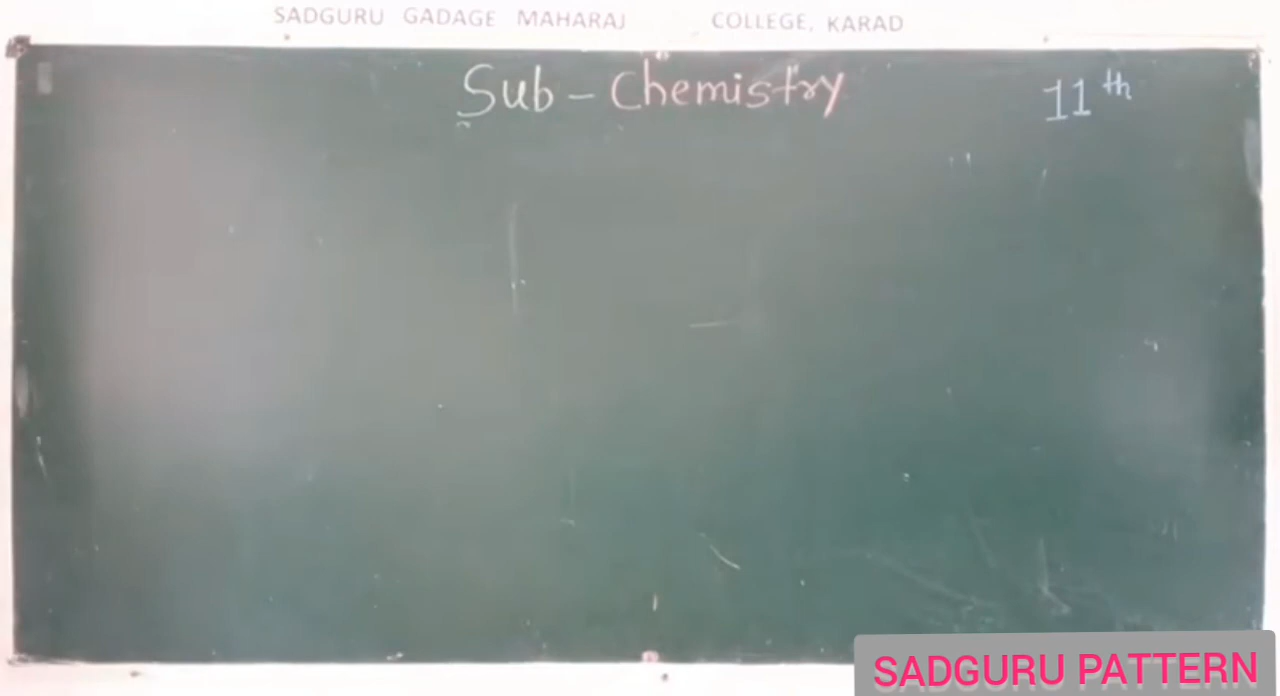 SADGURU GADAGE MAHARAJ COLLEGE, KARAD
Sub - Chemistry 11th
SADGURU PATTERN